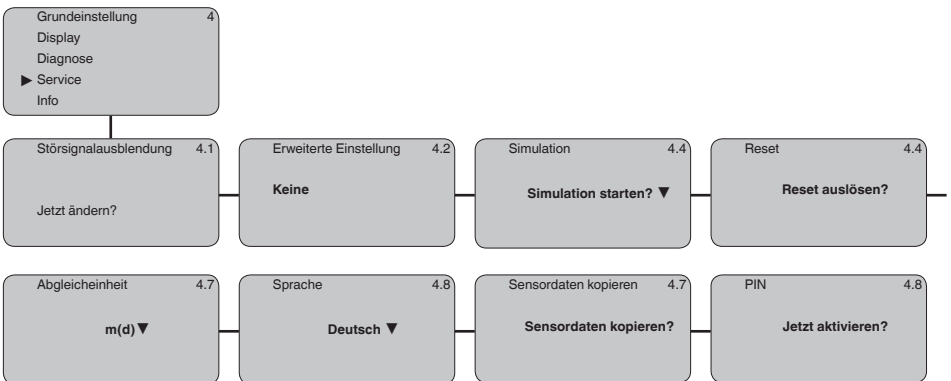 Grundeinstellung 4
Display
Diagnose
▶ Service
Info
Störsignalausblendung 4.1
Jetzt ändern?
Erweiterte Einstellung 4.2
Keine
Simulation 4.4
Simulation starten? ▼
Reset 4.4
Reset auslösen?
Abgleicheinheit 4.7
m(d) ▼
Sprache 4.8
Deutsch ▼
Sensordaten kopieren 4.7
Sensordaten kopieren?
PIN 4.8
Jetzt aktivieren?